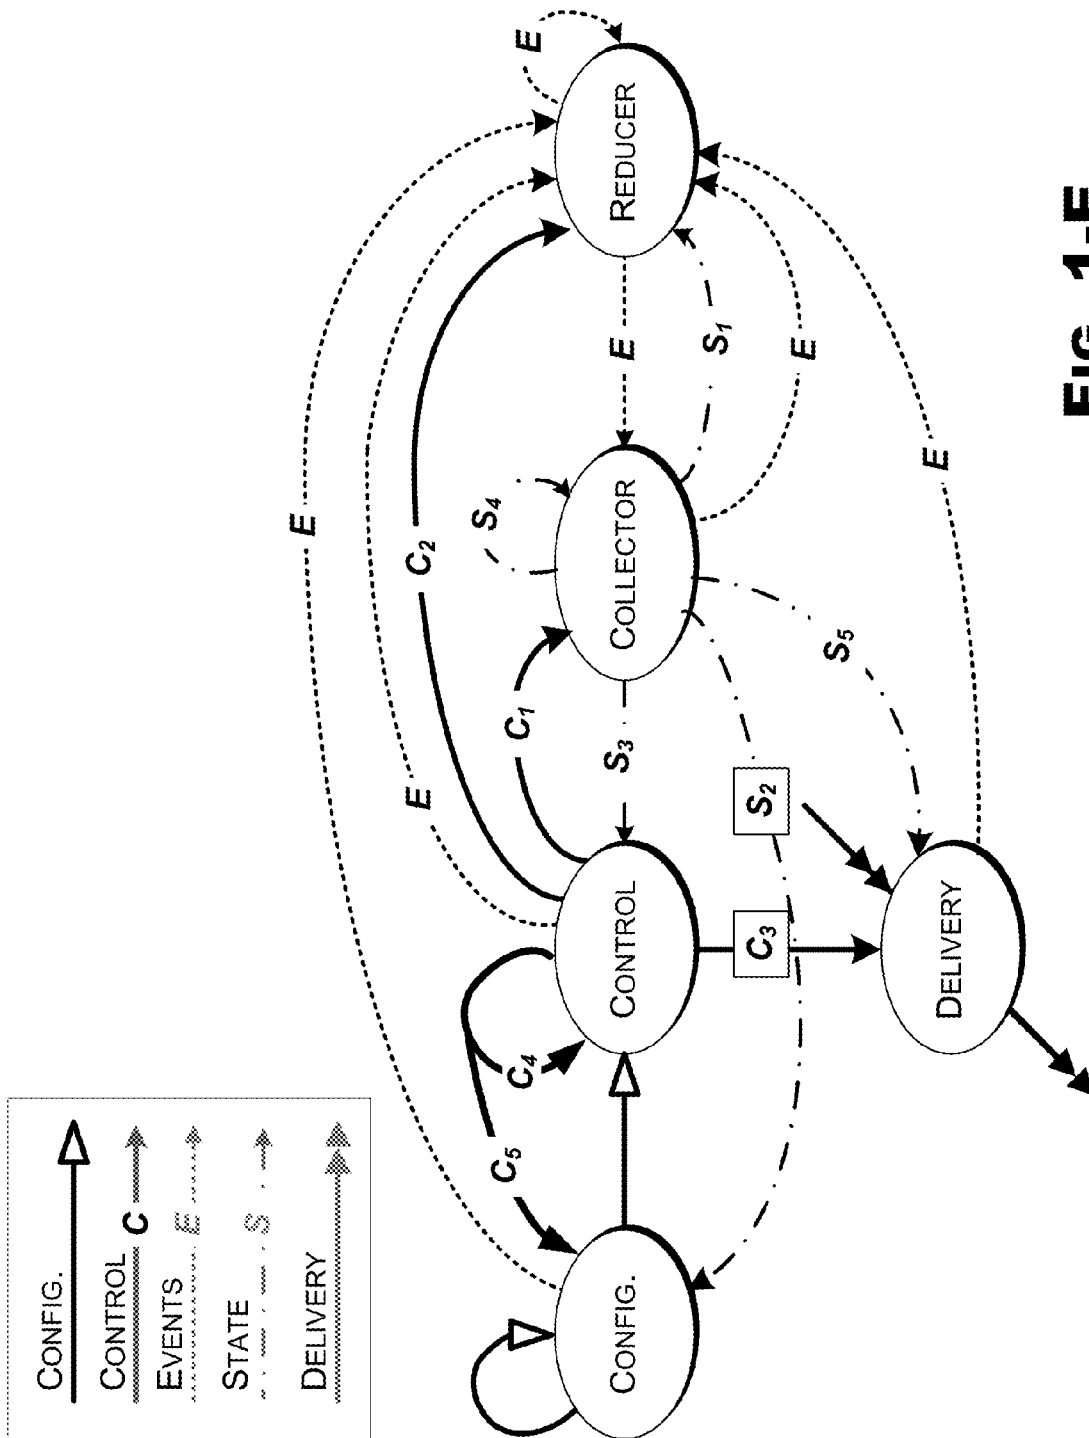 CONFIG.
CONTROL C
EVENTS E
STATE S
DELIVERY
E
E
C2
E
C5
C4
C1
S4
E
CONFIG.
CONTROL
S3
COLLECTOR
E
REDUCER
S1
C3
S2
E
S5
DELIVERY
E
FIG.